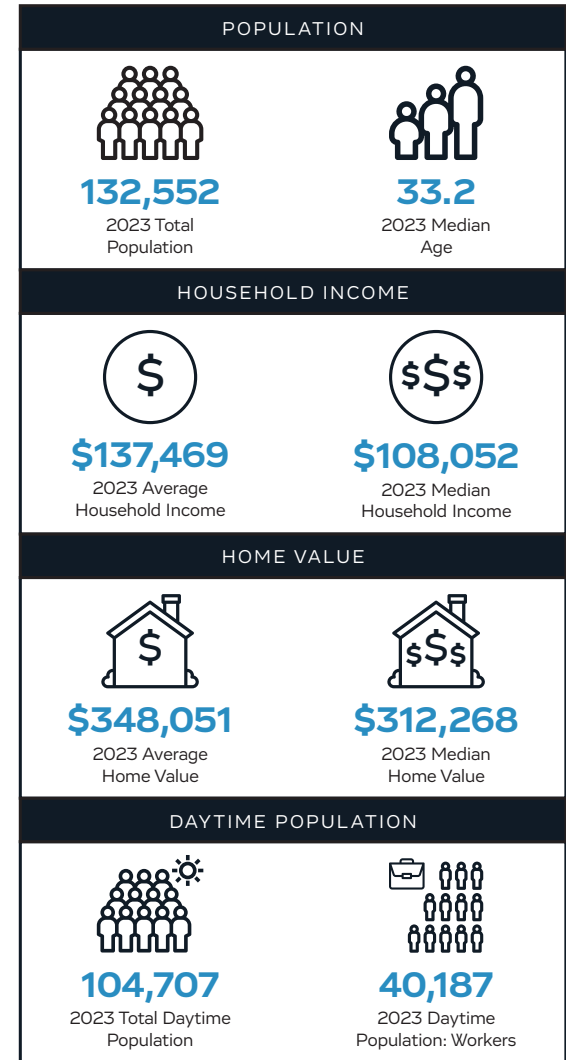 POPULATION
132,552
2023 Total
Population
33.2
2023 Median
Age
HOUSEHOLD INCOME
$
$137,469
2023 Average
Household Income
$$$
$108,052
2023 Median
Household Income
HOME VALUE
$
$348,051
2023 Average
Home Value
$$$
$312,268
2023 Median
Home Value
DAYTIME POPULATION
104,707
2023 Total Daytime
Population
40,187
2023 Daytime
Population: Workers